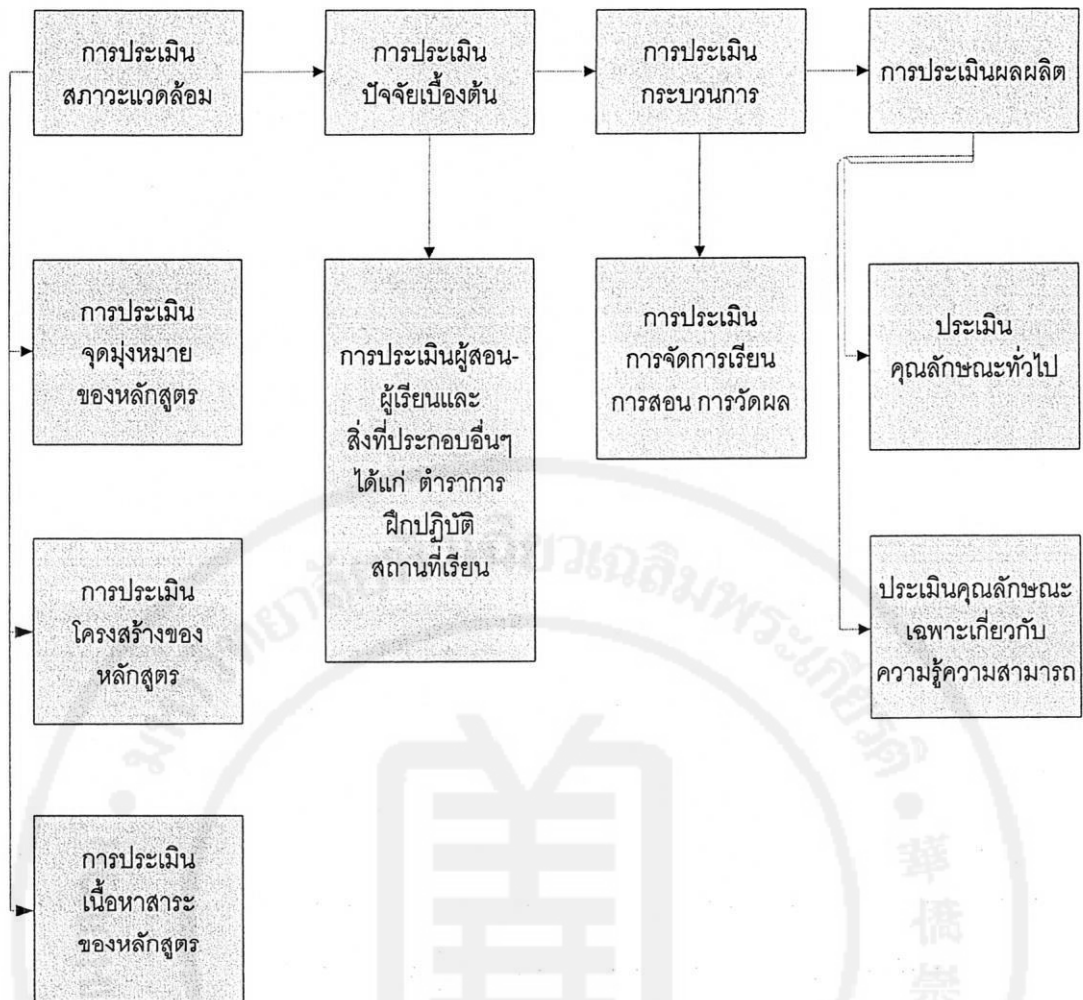 การประเมิน
สภาวะแวดล้อม
การประเมิน
ปัจจัยเบื้องต้น
การประเมิน
กระบวนการ
การประเมินผลผลิต
การประเมิน
จุดมุ่งหมาย
ของหลักสูตร
การประเมินผู้สอน-
ผู้เรียนและ
สิ่งที่ประกอบอื่นๆ
ได้แก่ ตำราการ
ฝึกปฏิบัติ
สถานที่เรียน
การประเมิน
การจัดการเรียน
การสอน การวัดผล
ประเมิน
คุณลักษณะทั่วไป
การประเมิน
โครงสร้างของ
หลักสูตร
ประเมินคุณลักษณะ
เฉพาะเกี่ยวกับ
ความรู้ความสามารถ
การประเมิน
เนื้อหาสาระ
ของหลักสูตร
華
僑
崇